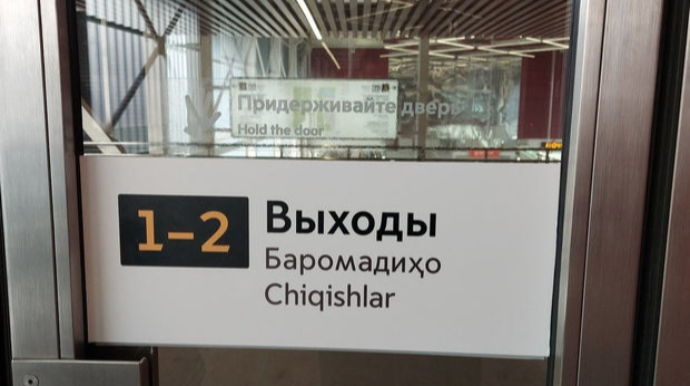 Придерживайте дверь
Hold the door
1-2
Выходы
Баромадиҳо
Chiqishlar